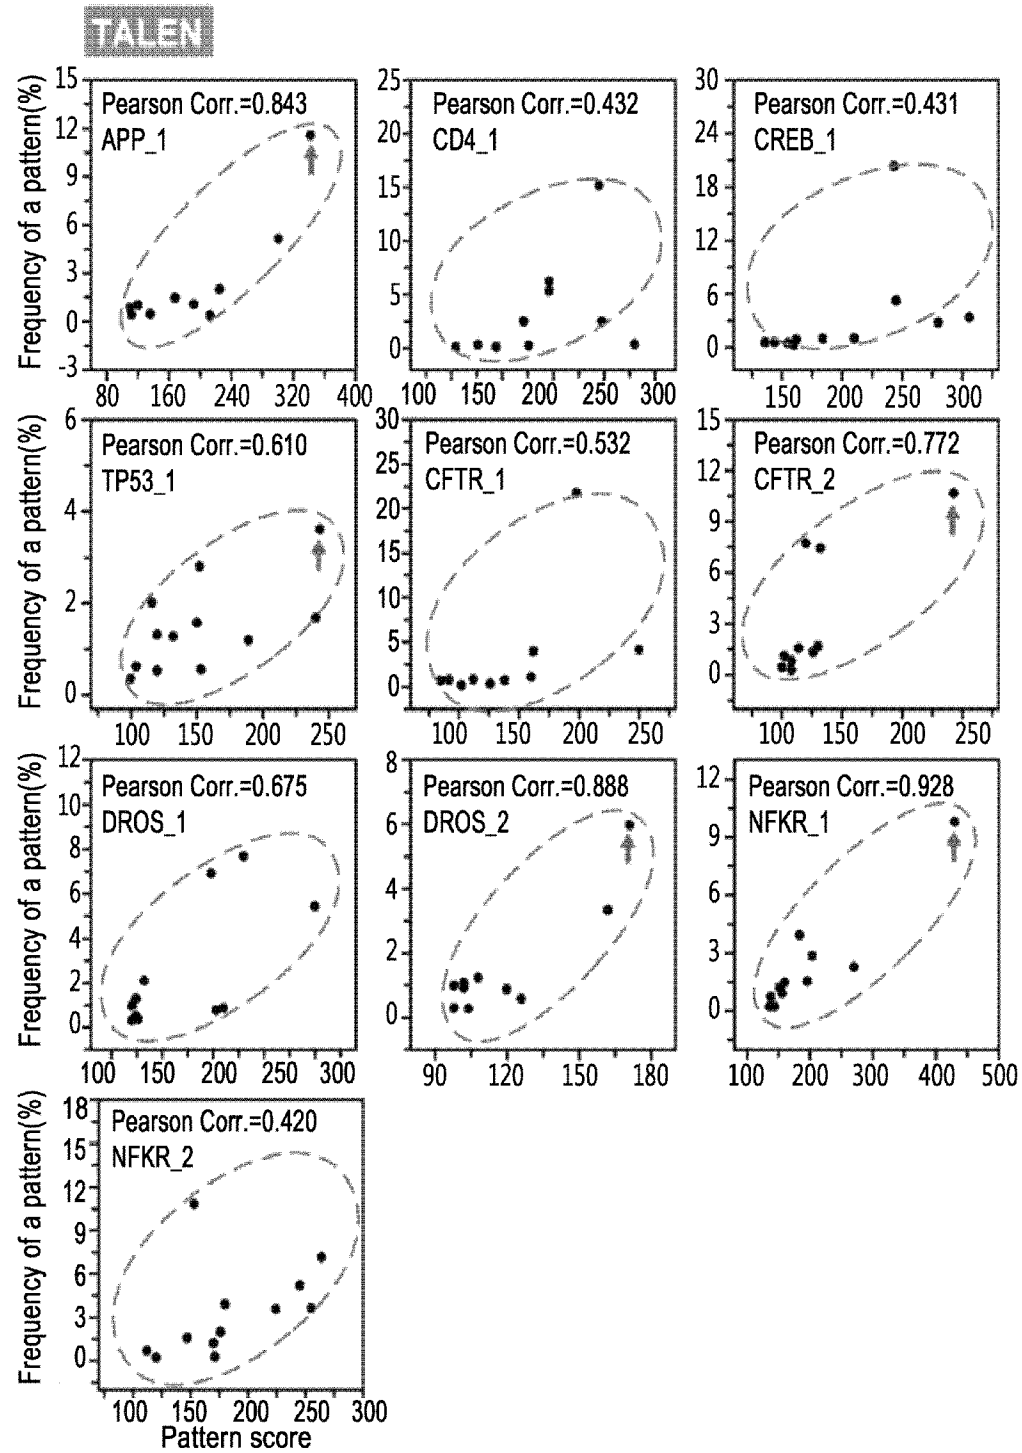 TALEN
Frequency of a pattern(%)
15
12
9
6
3
0
-3
Pearson Corr.=0.843
APP_1
80 160 240 320 400
25
20
15
10
5
0
Pearson Corr.=0.432
CD4_1
100 150 200 250 300
30
24
18
12
6
0
Pearson Corr.=0.431
CREB_1
150 200 250 300
Frequency of a pattern(%)
6
4
2
0
Pearson Corr.=0.610
TP53_1
100 150 200 250
30
25
20
15
10
5
0
Pearson Corr.=0.532
CFTR_1
100 150 200 250
15
12
9
6
3
0
Pearson Corr.=0.772
CFTR_2
100 150 200 250
Frequency of a pattern(%)
12
10
8
6
4
2
0
Pearson Corr.=0.675
DROS_1
100 150 200 250 300
8
6
4
2
0
Pearson Corr.=0.888
DROS_2
90 120 150 180
12
9
6
3
0
Pearson Corr.=0.928
NFKR_1
100 200 300 400 500
Frequency of a pattern(%)
18
15
12
9
6
3
0
Pearson Corr.=0.420
NFKR_2
100 150 200 250 300
Pattern score